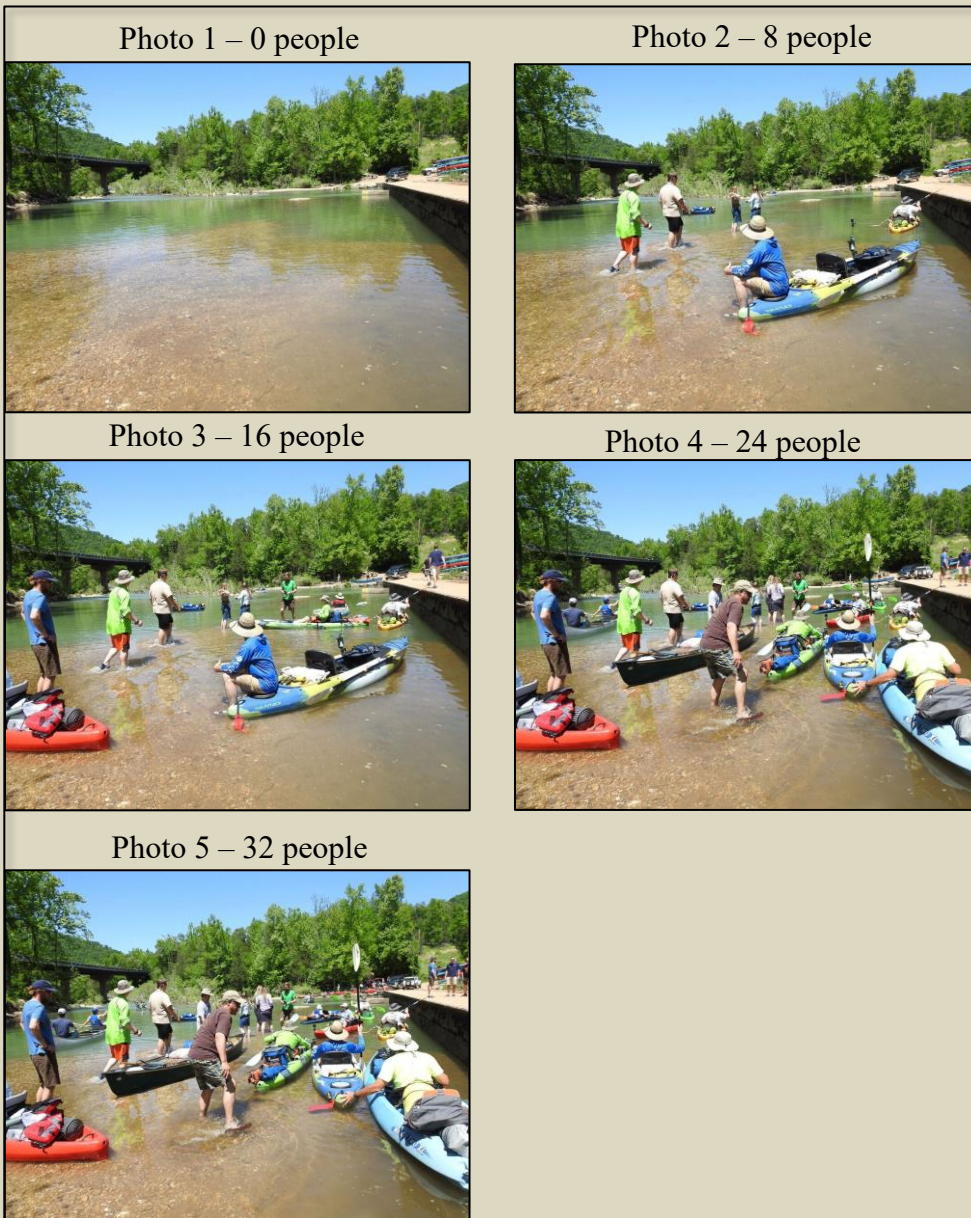 Photo 1 – 0 people
Photo 2 – 8 people
Photo 3 – 16 people
Photo 4 – 24 people
Photo 5 – 32 people